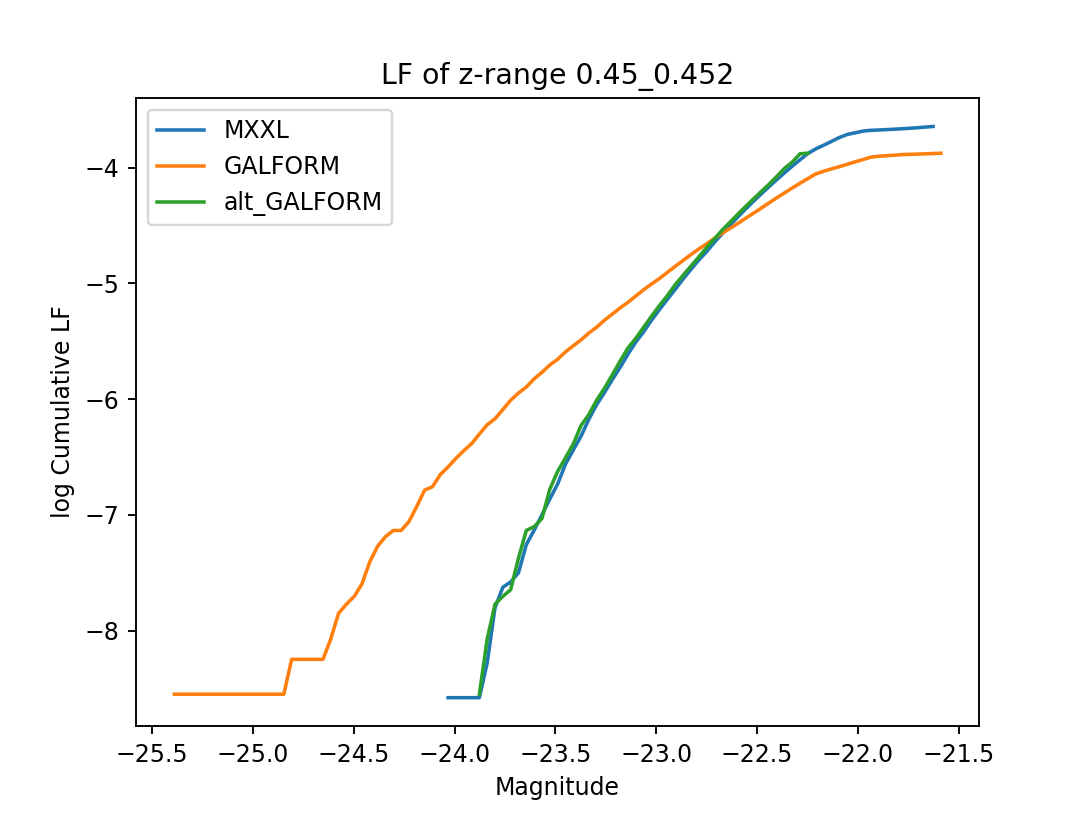 LF of z-range 0.45_0.452
MXXL
GALFORM
alt_GALFORM
log Cumulative LF
−4
−5
−6
−7
−8
−25.5 −25.0 −24.5 −24.0 −23.5 −23.0 −22.5 −22.0 −21.5
Magnitude